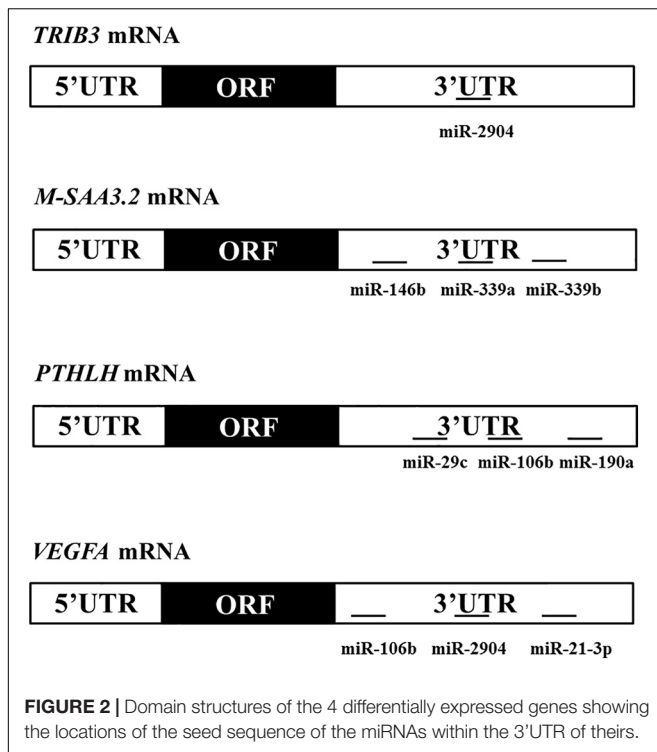 TRIB3 mRNA
5'UTR ORF 3'UTR
miR-2904
M-SAA3.2 mRNA
5'UTR ORF 3'UTR
miR-146b miR-339a miR-339b
PTHLH mRNA
5'UTR ORF 3'UTR
miR-29c miR-106b miR-190a
VEGFA mRNA
5'UTR ORF 3'UTR
miR-106b miR-2904 miR-21-3p
FIGURE 2 | Domain structures of the 4 differentially expressed genes showing
the locations of the seed sequence of the miRNAs within the 3'UTR of theirs.